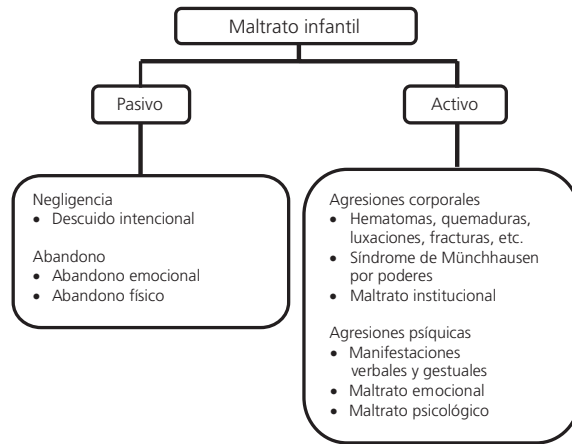 Maltrato infantil
Pasivo
Activo
Negligencia
• Descuido intencional
Abandono
• Abandono emocional
• Abandono físico
Agresiones corporales
• Hematomas, quemaduras,
luxaciones, fracturas, etc.
• Síndrome de Münchhausen
por poderes
• Maltrato institucional
Agresiones psíquicas
• Manifestaciones
verbales y gestuales
• Maltrato emocional
• Maltrato psicológico